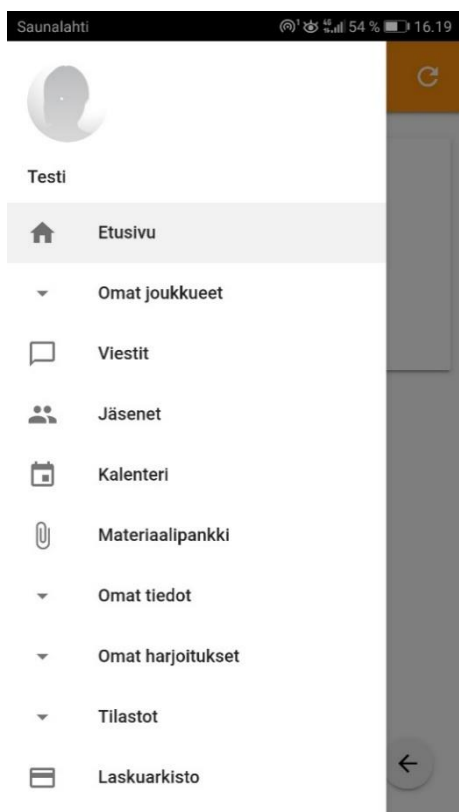 Saunalahti 54 % 16.19
Testi
Etusivu
Omat joukkueet
Viestit
Jäsenet
Kalenteri
Materiaalipankki
Omat tiedot
Omat harjoitukset
Tilastot
Laskuarkisto